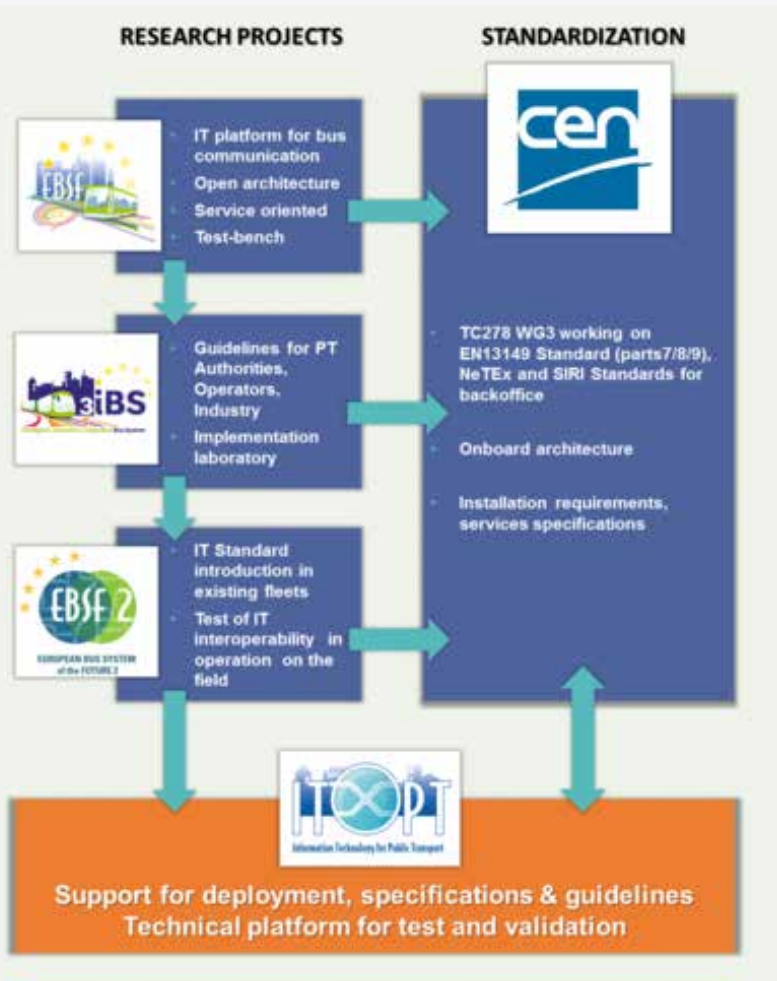 RESEARCH PROJECTS
STANDARDIZATION
EBSF
IT platform for bus
communication
Open architecture
Service oriented
Test-bench
3iBS
Guidelines for PT
Authorities,
Operators,
Industry
Implementation
laboratory
EBSF 2
EUROPEAN BUS SYSTEM
of the FUTURE 2
IT Standard
introduction in
existing fleets
Test of IT
interoperability in
operation on the
field
cen
TC278 WG3 working on
EN13149 Standard (parts7/8/9),
NeTEx and SIRI Standards for
backoffice
Onboard architecture
Installation requirements,
services specifications
ITxPT
Information Technology for Public Transport
Support for deployment, specifications & guidelines
Technical platform for test and validation